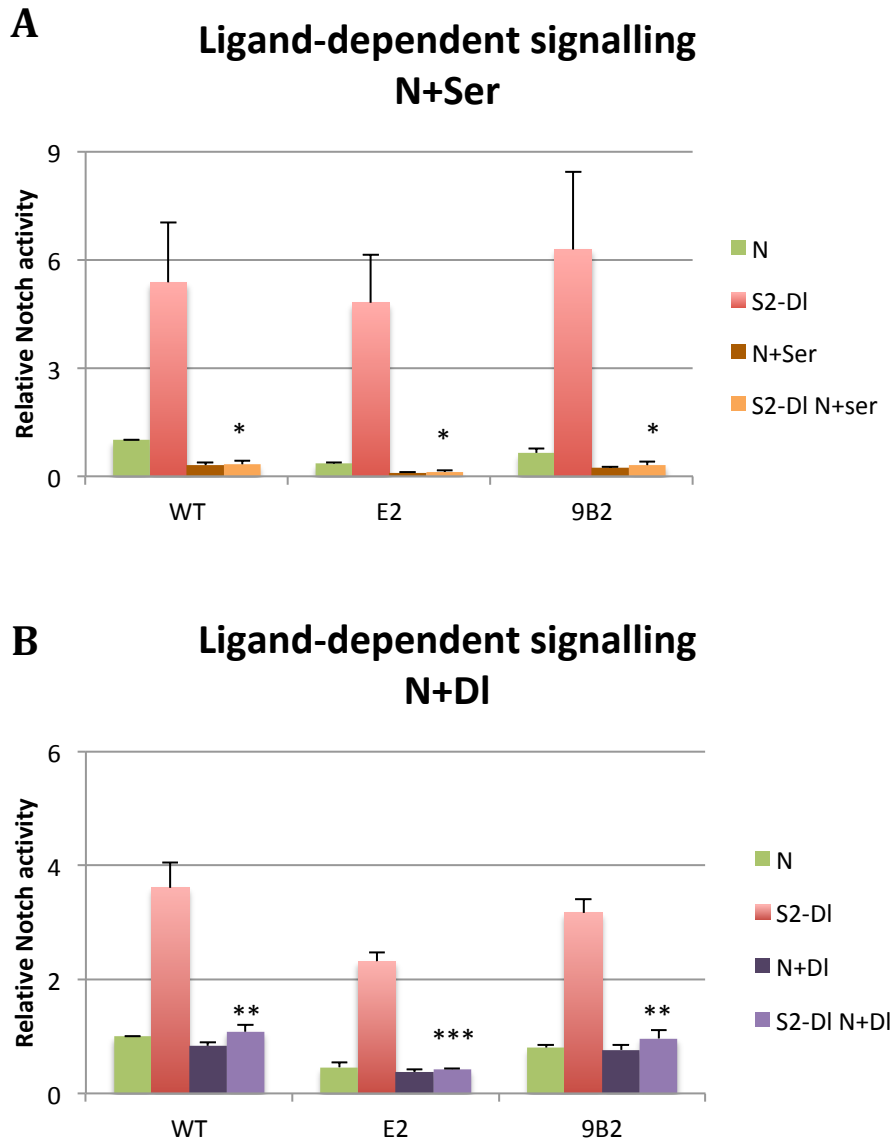 A
Ligand-dependent signalling
N+Ser
Relative Notch activity
9
6
3
0
*
*
*
WT
E2
9B2
N
S2-Dl
N+Ser
S2-Dl N+ser
B
Ligand-dependent signalling
N+Dl
Relative Notch activity
6
4
2
0
**
***
**
WT
E2
9B2
N
S2-Dl
N+Dl
S2-Dl N+Dl